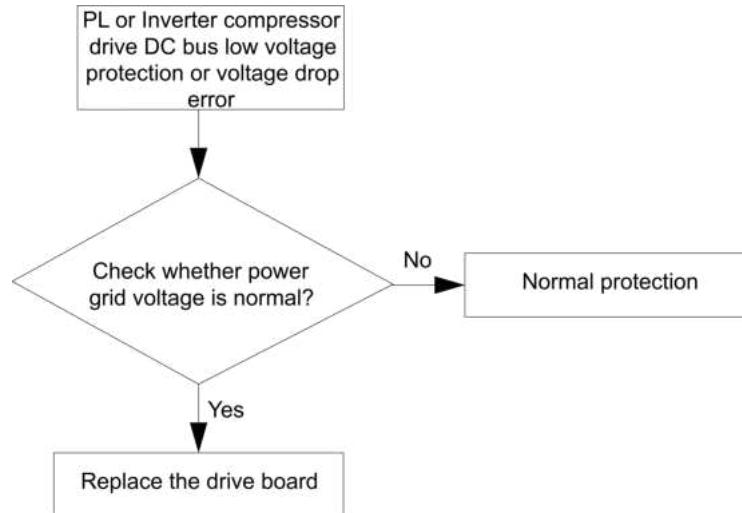 PL or Inverter compressor
drive DC bus low voltage
protection or voltage drop
error
Check whether power
grid voltage is normal?
No
Normal protection
Yes
Replace the drive board